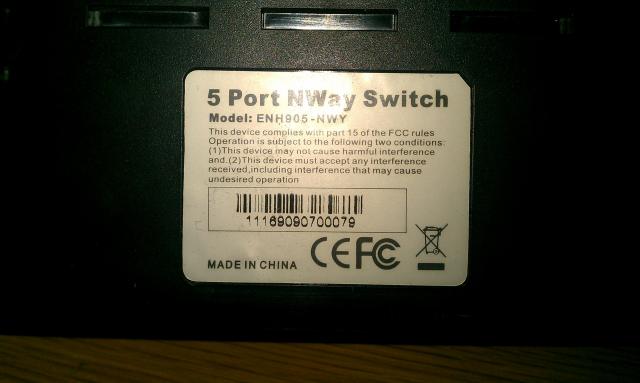 5 Port NWay Switch
Model: ENH905-NWY
This device complies with part 15 of the FCC rules
Operation is subject to the following two conditions:
(1)This device may not cause harmful interference
and.(2)This device must accept any interference
received,including interference that may cause
undesired operation
11169090700079
MADE IN CHINA CE FC